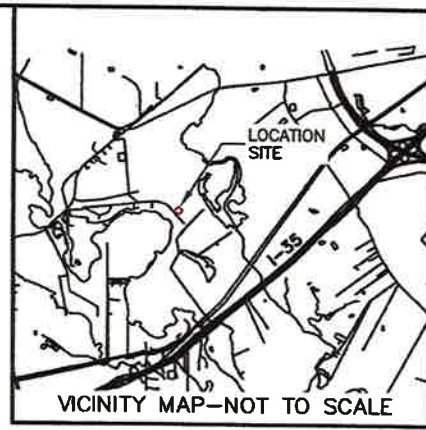 LOCATION
SITE
I-35
VICINITY MAP-NOT TO SCALE